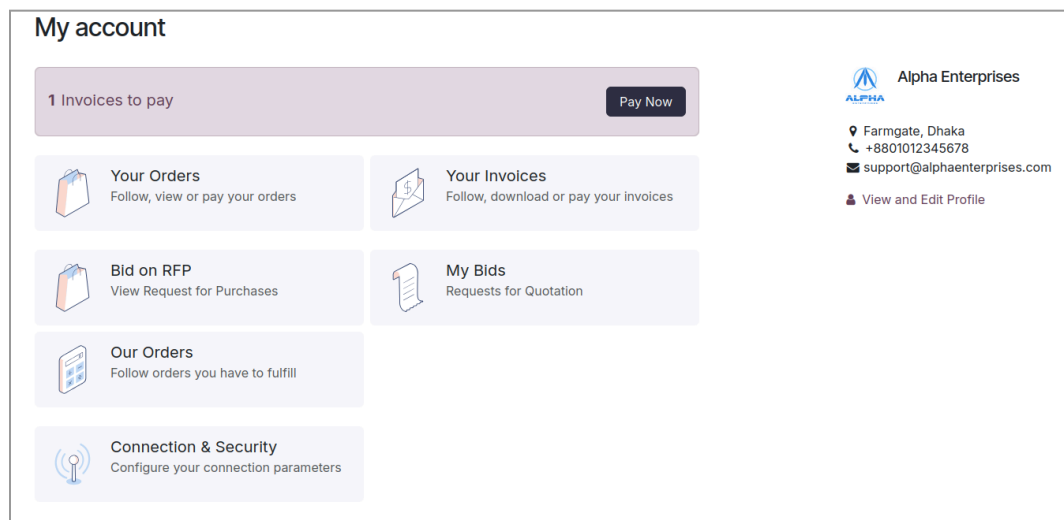 My account
1 Invoices to pay
Pay Now
Your Orders
Follow, view or pay your orders
Your Invoices
Follow, download or pay your invoices
Bid on RFP
View Request for Purchases
My Bids
Requests for Quotation
Our Orders
Follow orders you have to fulfill
Connection & Security
Configure your connection parameters
ALPHA
Alpha Enterprises
Farmgate, Dhaka
+8801012345678
support@alphaenterprises.com
View and Edit Profile